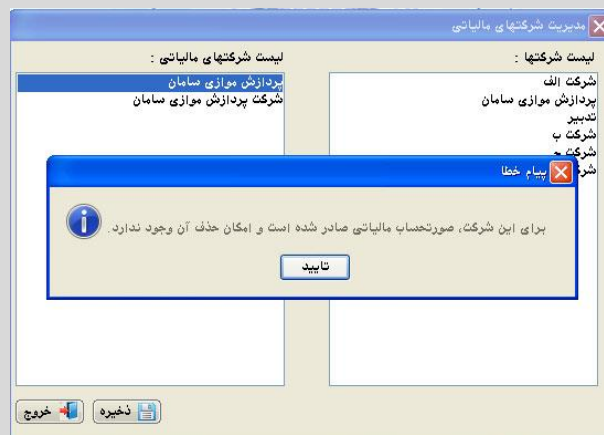 مدیریت شرکتهای مالیاتی
لیست شرکتها :
شرکت الف
پردازش موازی سامان
تدبیر
شرکت ب
شرکت ج
لیست شرکتهای مالیاتی :
پردازش موازی سامان
شرکت پردازش موازی سامان
پیام خطا
برای این شرکت، صورتحساب مالیاتی صادر شده است و امکان حذف آن وجود ندارد.
تایید
ذخیره
خروج